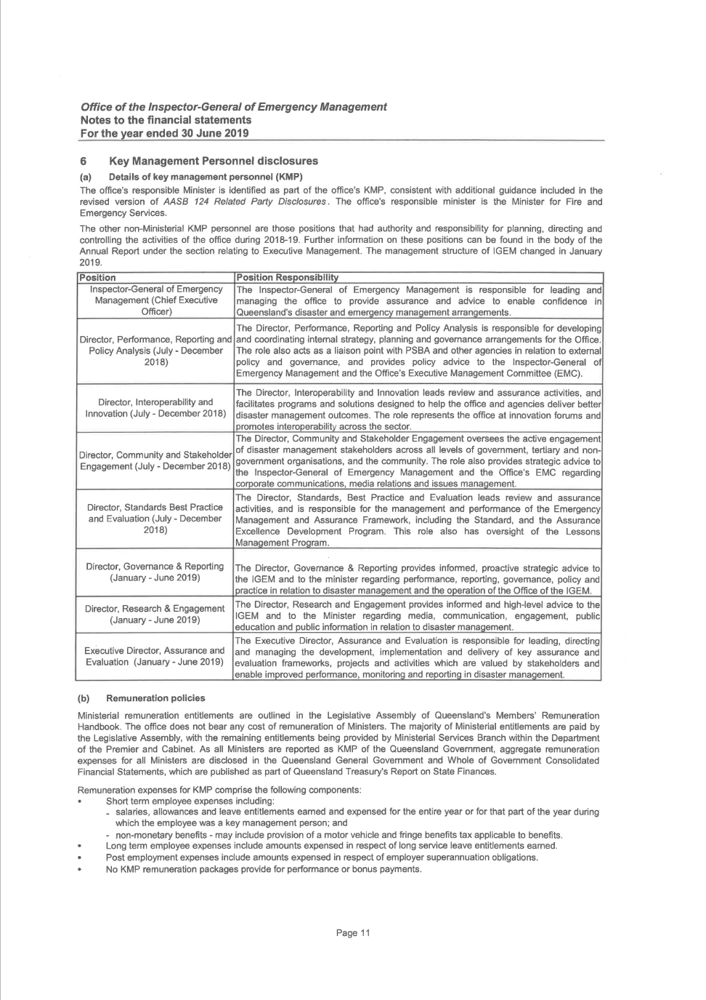 Office of the Inspector-General of Emergency Management
Notes to the financial statements
For the year ended 30 June 2019
6 Key Management Personnel disclosures
(a) Details of key management personnel (KMP)
The office's responsible Minister is identified as part of the office's KMP, consistent with additional guidance included in the
revised version of AASB 124 Related Party Disclosures. The office's responsible minister is the Minister for Fire and
Emergency Services.
The other non-Ministerial KMP personnel are those positions that had authority and responsibility for planning, directing and
controlling the activities of the office during 2018-19. Further information on these positions can be found in the body of the
Annual Report under the section relating to Executive Management. The management structure of IGEM changed in January
2019.
Position
Position Responsibility
Inspector-General of Emergency
Management (Chief Executive
Officer)
The Inspector-General of Emergency Management is responsible for leading and
managing the office to provide assurance and advice to enable confidence in
Queensland's disaster and emergency management arrangements.
Director, Performance, Reporting and
Policy Analysis (July - December
2018)
The Director, Performance, Reporting and Policy Analysis is responsible for developing
and coordinating internal strategy, planning and governance arrangements for the Office.
The role also acts as a liaison point with PSBA and other agencies in relation to external
policy and governance, and provides policy advice to the Inspector-General of
Emergency Management and the Office's Executive Management Committee (EMC).
Director, Interoperability and
Innovation (July - December 2018)
The Director, Interoperability and Innovation leads review and assurance activities, and
facilitates programs and solutions designed to help the office and agencies deliver better
disaster management outcomes. The role represents the office at innovation forums and
promotes interoperability across the sector.
Director, Community and Stakeholder
Engagement (July - December 2018)
The Director, Community and Stakeholder Engagement oversees the active engagement
of disaster management stakeholders across all levels of government, tertiary and non-
government organisations, and the community. The role also provides strategic advice to
the Inspector-General of Emergency Management and the Office's EMC regarding
corporate communications, media relations and issues management.
Director, Standards Best Practice
and Evaluation (July - December
2018)
The Director, Standards, Best Practice and Evaluation leads review and assurance
activities, and is responsible for the management and performance of the Emergency
Management and Assurance Framework, including the Standard, and the Assurance
Excellence Development Program. This role also has oversight of the Lessons
Management Program.
Director, Governance & Reporting
(January - June 2019)
The Director, Governance & Reporting provides informed, proactive strategic advice to
the IGEM and to the minister regarding performance, reporting, governance, policy and
practice in relation to disaster management and the operation of the Office of the IGEM.
Director, Research & Engagement
(January - June 2019)
The Director, Research and Engagement provides informed and high-level advice to the
IGEM and to the Minister regarding media, communication, engagement, public
education and public information in relation to disaster management.
Executive Director, Assurance and
Evaluation (January - June 2019)
The Executive Director, Assurance and Evaluation is responsible for leading, directing
and managing the development, implementation and delivery of key assurance and
evaluation frameworks, projects and activities which are valued by stakeholders and
enable improved performance, monitoring and reporting in disaster management.
(b) Remuneration policies
Ministerial remuneration entitlements are outlined in the Legislative Assembly of Queensland's Members' Remuneration
Handbook. The office does not bear any cost of remuneration of Ministers. The majority of Ministerial entitlements are paid by
the Legislative Assembly, with the remaining entitlements being provided by Ministerial Services Branch within the Department
of the Premier and Cabinet. As all Ministers are reported as KMP of the Queensland Government, aggregate remuneration
expenses for all Ministers are disclosed in the Queensland General Government and Whole of Government Consolidated
Financial Statements, which are published as part of Queensland Treasury's Report on State Finances.
Remuneration expenses for KMP comprise the following components:
• Short term employee expenses including:
- salaries, allowances and leave entitlements earned and expensed for the entire year or for that part of the year during
which the employee was a key management person; and
- non-monetary benefits - may include provision of a motor vehicle and fringe benefits tax applicable to benefits.
• Long term employee expenses include amounts expensed in respect of long service leave entitlements earned.
• Post employment expenses include amounts expensed in respect of employer superannuation obligations.
• No KMP remuneration packages provide for performance or bonus payments.
Page 11